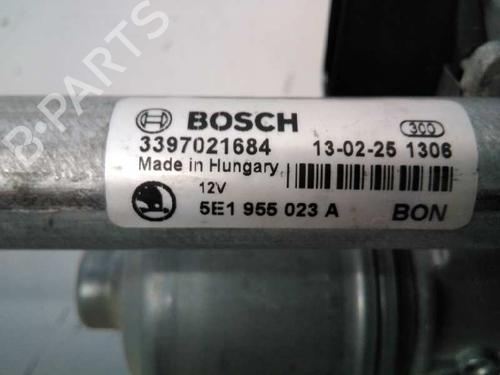 BOSCH 300
3397021684 13-02-25 1306
Made in Hungary
12V
5E1 955 023 A BON
B-PARTS